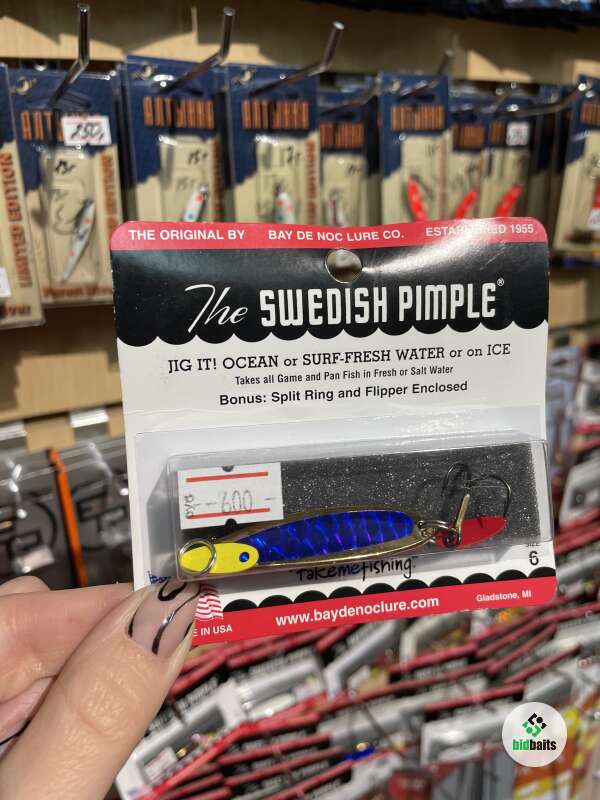 250,
LIMITED EDITION
THE ORIGINAL BY BAY DE NOC LURE CO. ESTABLISHED 1955
The SWEDISH PIMPLE®
JIG IT! OCEAN or SURF-FRESH WATER or on ICE
Takes all Game and Pan Fish in Fresh or Salt Water
Bonus: Split Ring and Flipper Enclosed
-600-
SIZE
6
"Takemefishing"
E IN USA
www.baydenoclure.com
Gladstone, MI
bidbaits